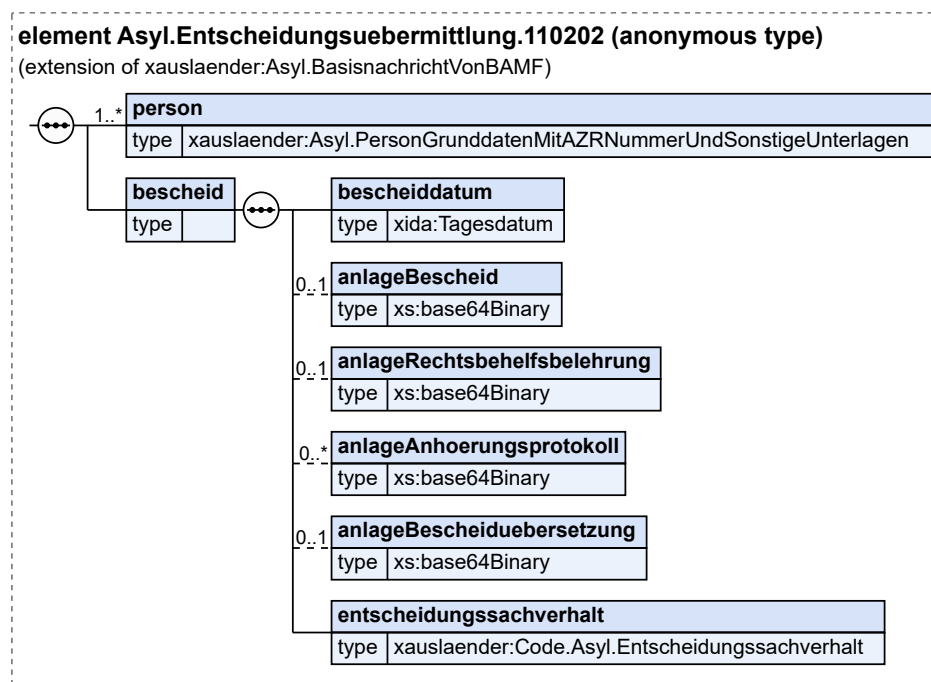 element Asyl.Entscheidungsuebermittlung.110202 (anonymous type)
(extension of xauslaender:Asyl.BasisnachrichtVonBAMF)
1..* person
type xauslaender:Asyl.PersonGrunddatenMitAZRNummerUndSonstigeUnterlagen
bescheid
type
bescheiddatum
type xida:Tagesdatum
0..1 anlageBescheid
type xs:base64Binary
0..1 anlageRechtsbehelfsbelehrung
type xs:base64Binary
0..* anlageAnhoerungsprotokoll
type xs:base64Binary
0..1 anlageBescheiduebersetzung
type xs:base64Binary
entscheidungssachverhalt
type xauslaender:Code.Asyl.Entscheidungssachverhalt